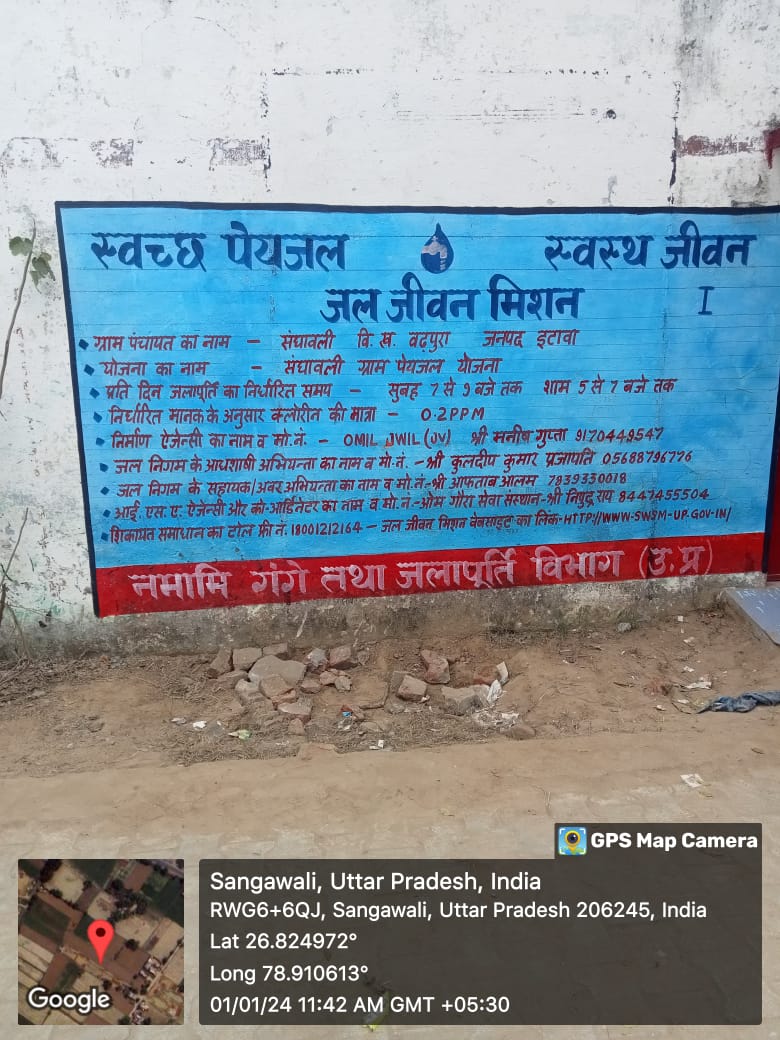 स्वच्छ पेयजल स्वस्थ जीवन
जल जीवन मिशन I
ग्राम पंचायत का नाम – संघावली वि.ख. वढ़पुरा जनपद इटावा
योजना का नाम – संघावली ग्राम पेयजल योजना
प्रति दिन जलापूर्ति का निर्धारित समय – सुबह 7 से 9 बजे तक शाम 5 से 7 बजे तक
निर्धारित मानक के अनुसार क्लोरीन की मात्रा – 0.2PPM
निर्माण ऐजेन्सी का नाम व मो.नं. – OMIL JWIL (JV) श्री मनीष गुप्ता 9170449547
जल निगम के अधिशाषी अभियन्ता का नाम व मो.नं. –श्री कुलदीप कुमार प्रजापति 05688796776
जल निगम के सहायक/अवर अभियन्ता का नाम व मो.नं.–श्री आफताब आलम 7839330018
आई. एस. ए. ऐजेन्सी और को-आर्डिनेटर का नाम व मो.नं.–ओम गोरा सेवा संस्थान–श्री राय 8447455504
शिकायत समाधान का टोल फ्री नं. 18001212164 – जल जीवन मिशन वेबसाइट का लिंक–HTTP://WWW-SWSM-UP.GOV-IN/
नमामि गंगे तथा जलापूर्ति विभाग (उ.प्र)
GPS Map Camera
Sangawali, Uttar Pradesh, India
RWG6+6QJ, Sangawali, Uttar Pradesh 206245, India
Lat 26.824972°
Long 78.910613°
01/01/24 11:42 AM GMT +05:30
Google